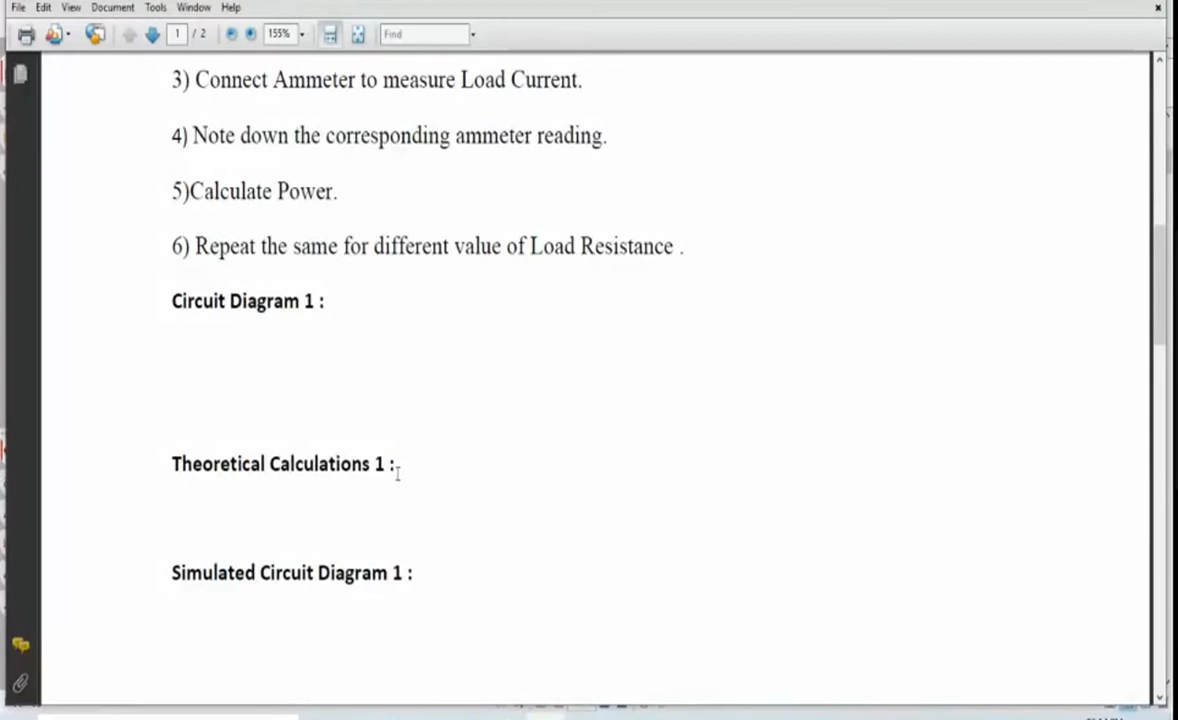 File Edit View Document Tools Window Help
1 / 2 155% Find
3) Connect Ammeter to measure Load Current.
4) Note down the corresponding ammeter reading.
5)Calculate Power.
6) Repeat the same for different value of Load Resistance .
Circuit Diagram 1 :
Theoretical Calculations 1 :
Simulated Circuit Diagram 1 :